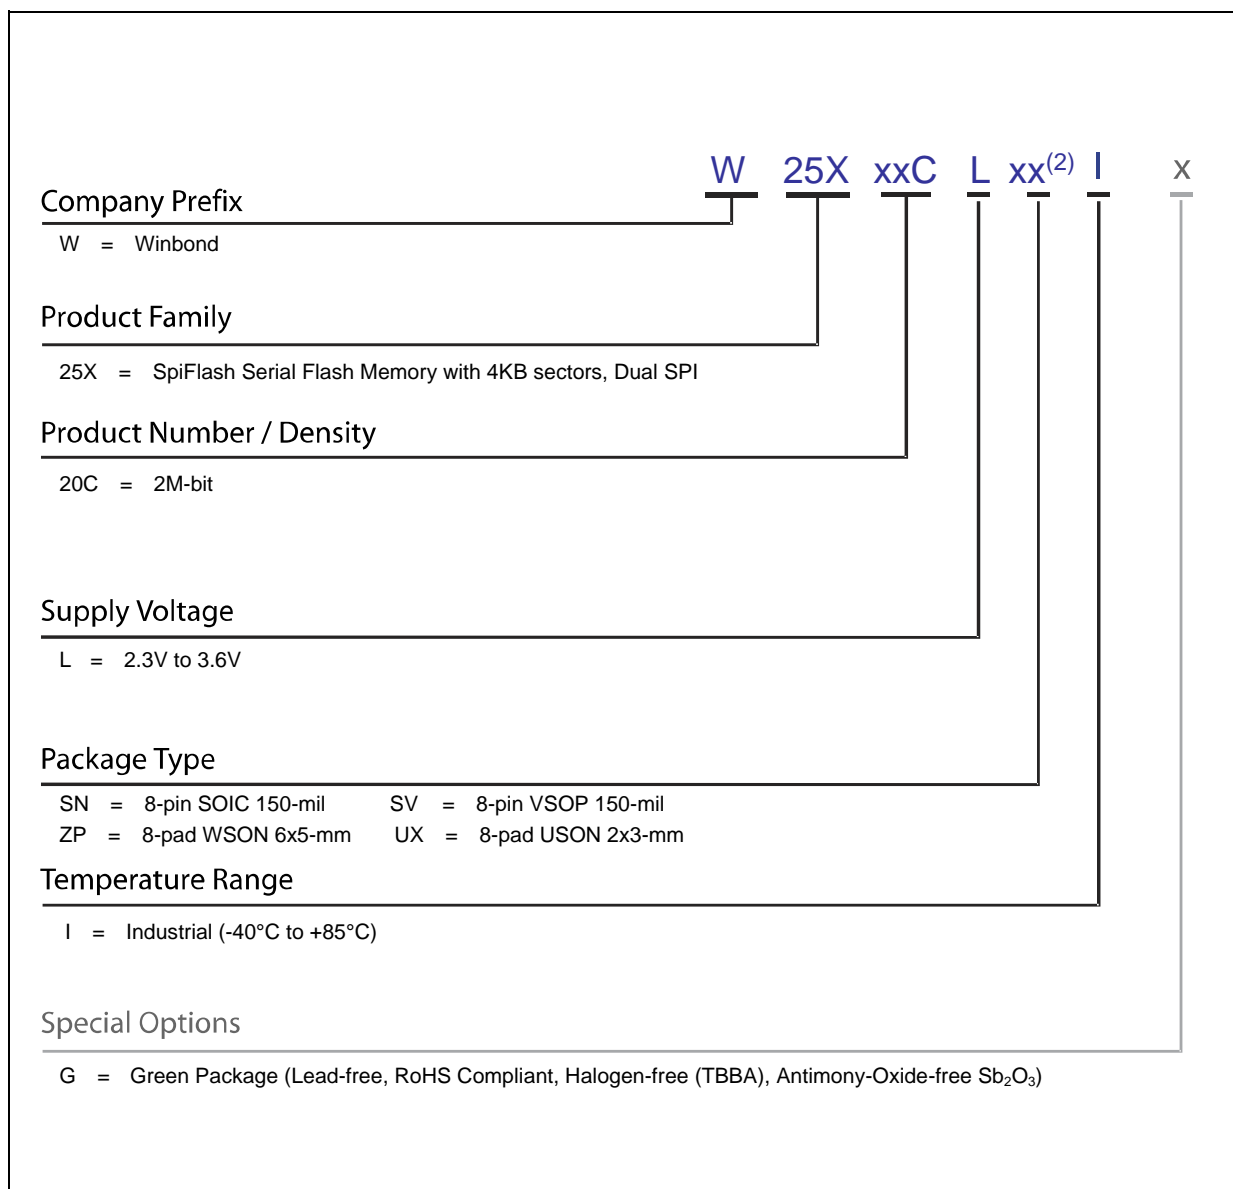 W 25X xxC L xx(2) I x
Company Prefix
W = Winbond
Product Family
25X = SpiFlash Serial Flash Memory with 4KB sectors, Dual SPI
Product Number / Density
20C = 2M-bit
Supply Voltage
L = 2.3V to 3.6V
Package Type
SN = 8-pin SOIC 150-mil SV = 8-pin VSOP 150-mil
ZP = 8-pad WSON 6x5-mm UX = 8-pad USON 2x3-mm
Temperature Range
I = Industrial (-40°C to +85°C)
Special Options
G = Green Package (Lead-free, RoHS Compliant, Halogen-free (TBBA), Antimony-Oxide-free Sb₂O₃)